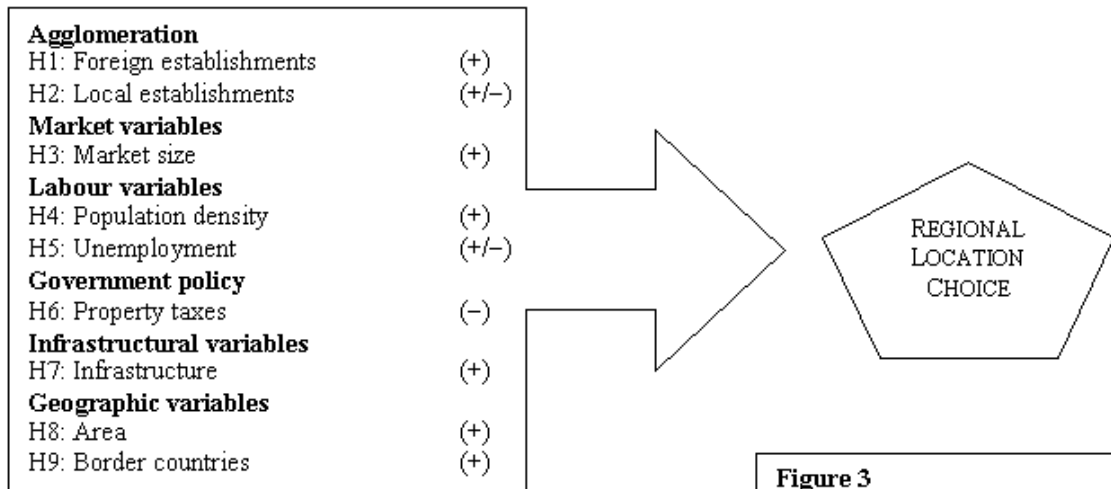 Agglomeration
H1: Foreign establishments (+)
H2: Local establishments (+/−)
Market variables
H3: Market size (+)
Labour variables
H4: Population density (+)
H5: Unemployment (+/−)
Government policy
H6: Property taxes (−)
Infrastructural variables
H7: Infrastructure (+)
Geographic variables
H8: Area (+)
H9: Border countries (+)
REGIONAL
LOCATION
CHOICE
Figure 3